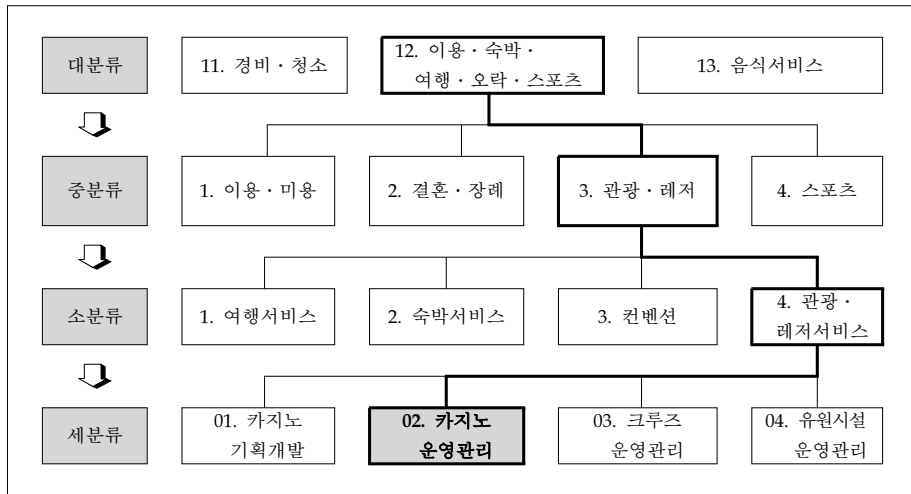 대분류
11. 경비·청소
12. 이용·숙박·
여행·오락·스포츠
13. 음식서비스
중분류
1. 이용·미용
2. 결혼·장례
3. 관광·레저
4. 스포츠
소분류
1. 여행서비스
2. 숙박서비스
3. 컨벤션
4. 관광·
레저서비스
세분류
01. 카지노
기획개발
02. 카지노
운영관리
03. 크루즈
운영관리
04. 유원시설
운영관리